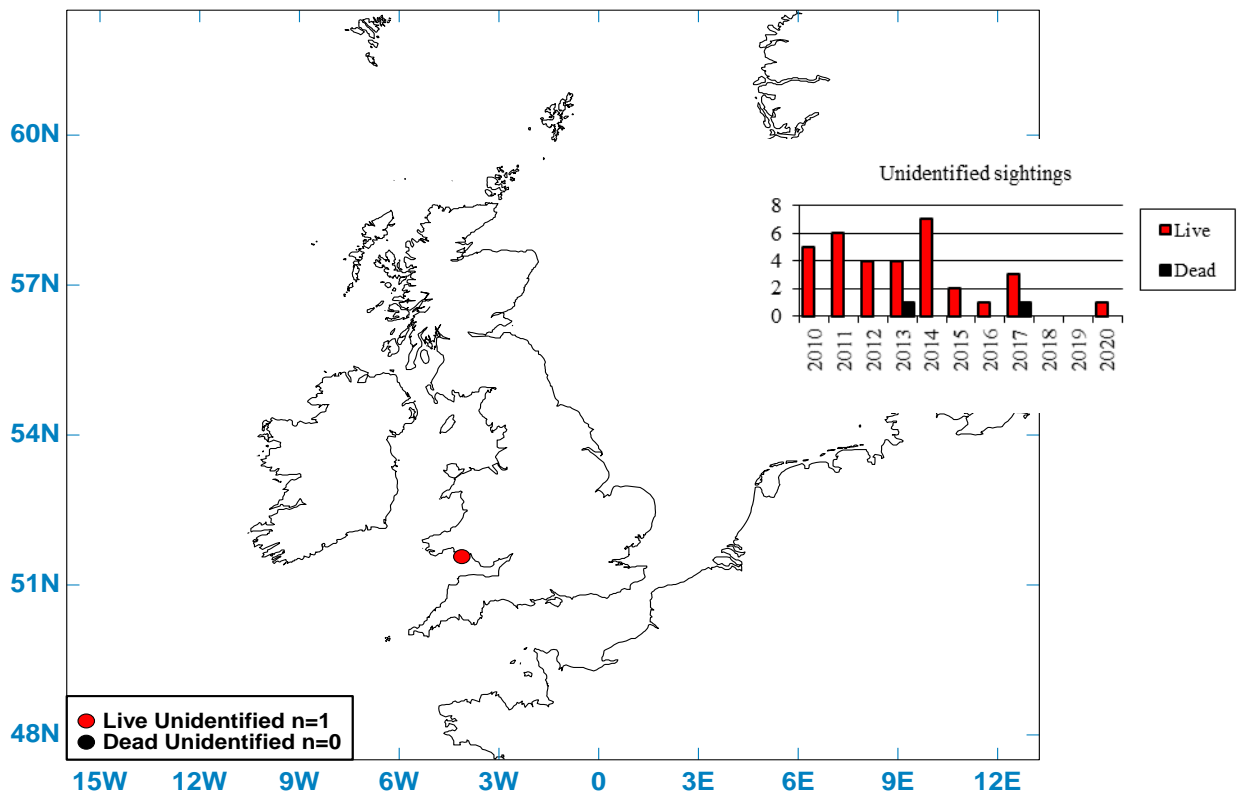 60N
57N
54N
51N
48N
15W 12W 9W 6W 3W 0 3E 6E 9E 12E
Unidentified sightings
8
6
4
2
0
2010 2011 2012 2013 2014 2015 2016 2017 2018 2019 2020
Live
Dead
Live Unidentified n=1
Dead Unidentified n=0